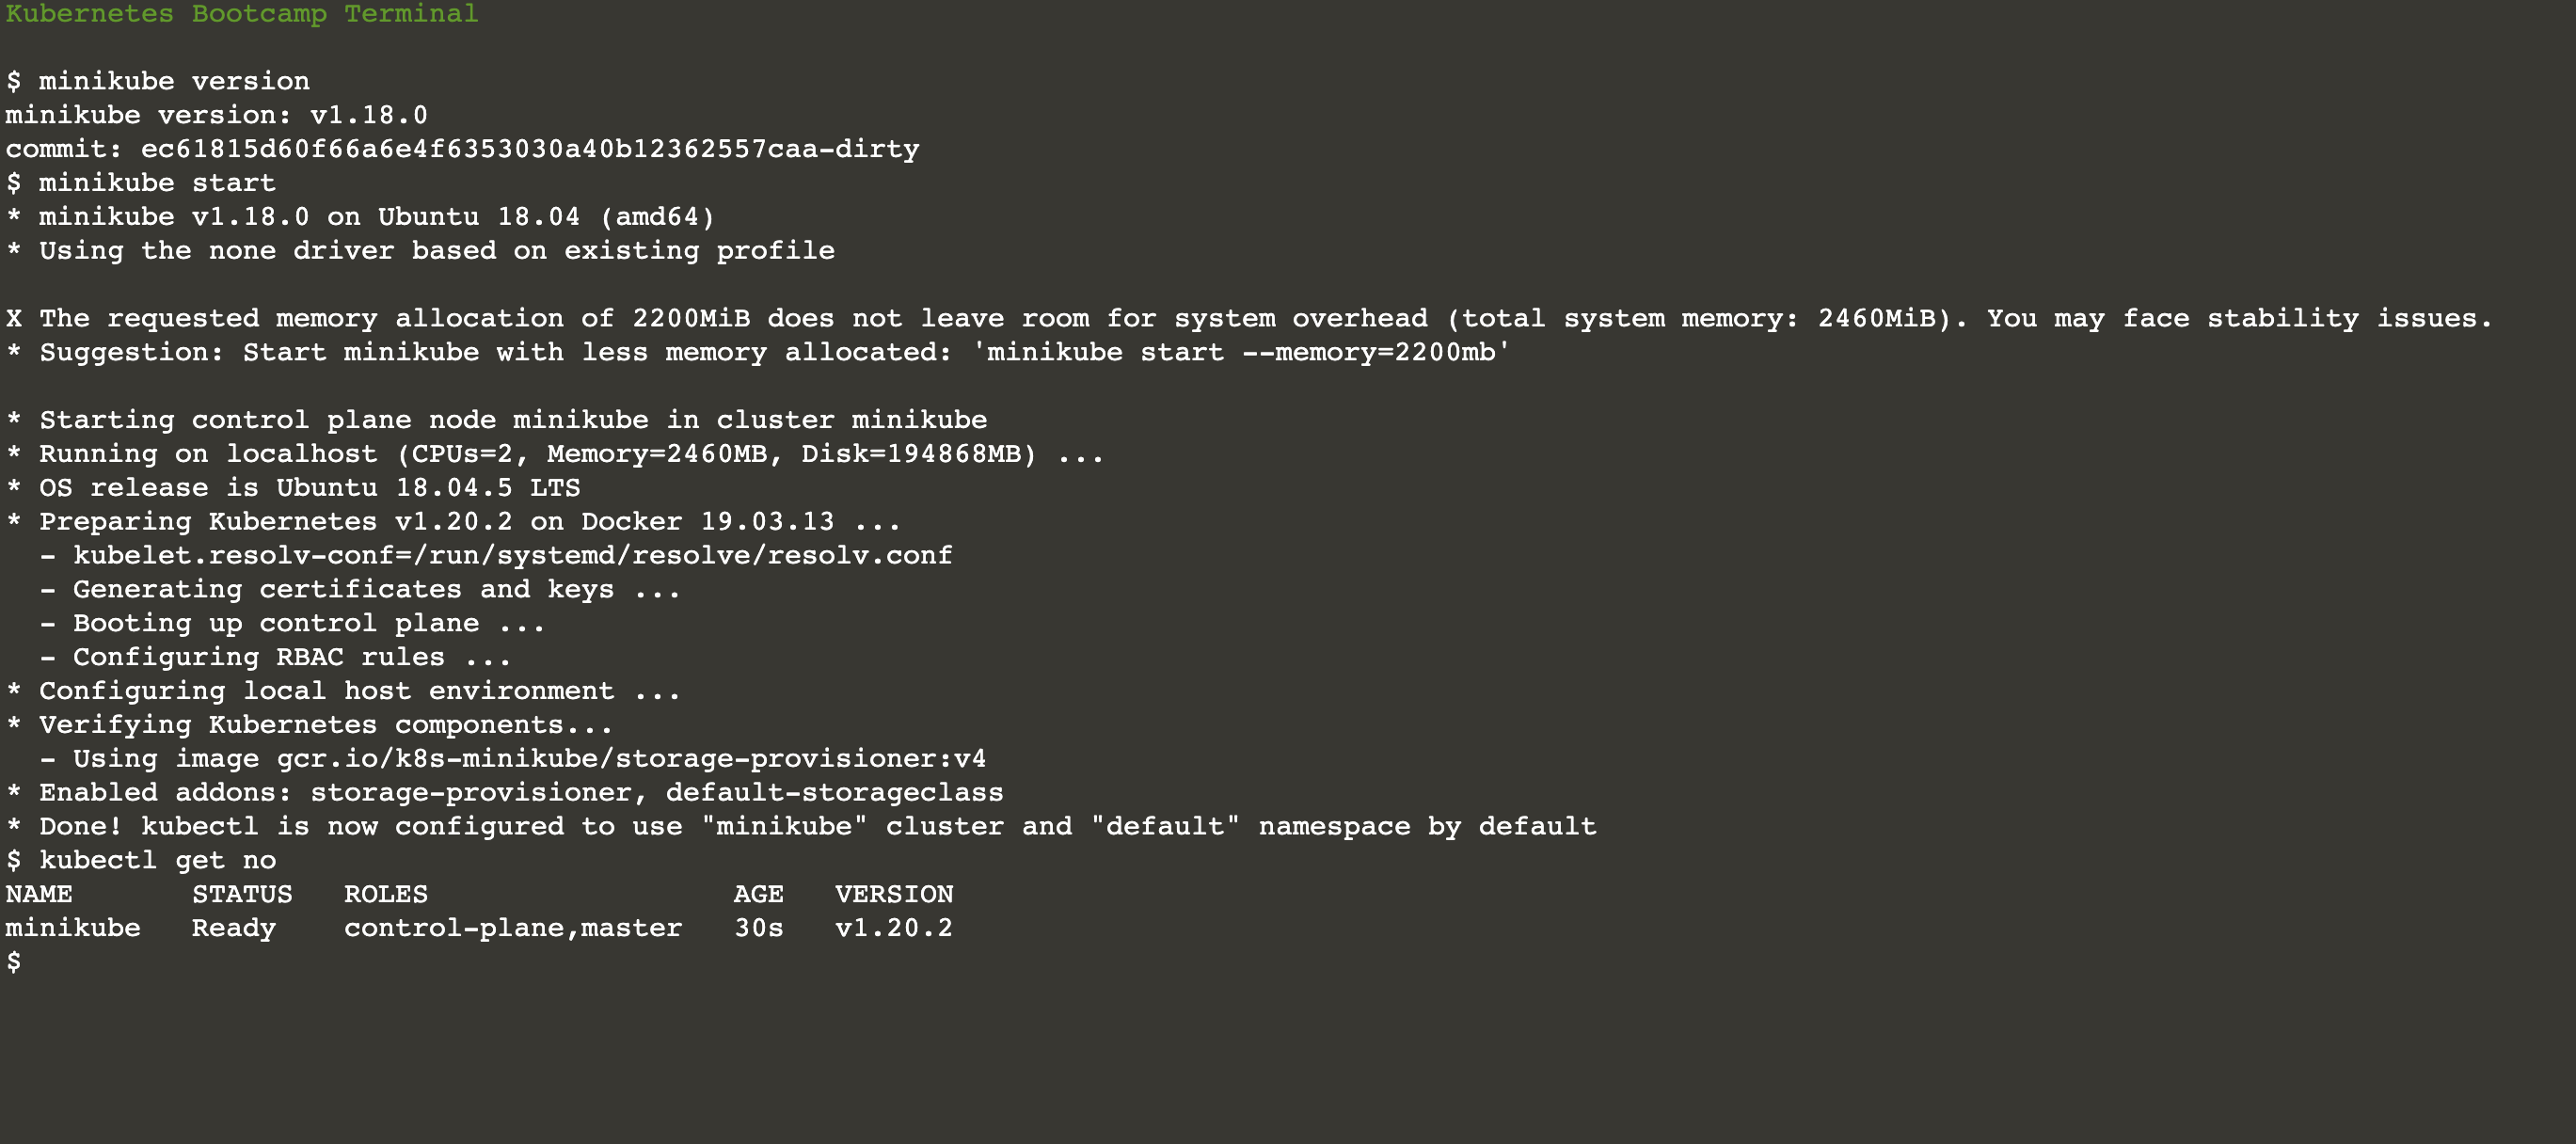 Kubernetes Bootcamp Terminal
$ minikube version
minikube version: v1.18.0
commit: ec61815d60f66a6e4f6353030a40b12362557caa-dirty
$ minikube start
* minikube v1.18.0 on Ubuntu 18.04 (amd64)
* Using the none driver based on existing profile
X The requested memory allocation of 2200MiB does not leave room for system overhead (total system memory: 2460MiB). You may face stability issues.
* Suggestion: Start minikube with less memory allocated: 'minikube start --memory=2200mb'
* Starting control plane node minikube in cluster minikube
* Running on localhost (CPUs=2, Memory=2460MB, Disk=194868MB) ...
* OS release is Ubuntu 18.04.5 LTS
* Preparing Kubernetes v1.20.2 on Docker 19.03.13 ...
  - kubelet.resolv-conf=/run/systemd/resolve/resolv.conf
  - Generating certificates and keys ...
  - Booting up control plane ...
  - Configuring RBAC rules ...
* Configuring local host environment ...
* Verifying Kubernetes components...
  - Using image gcr.io/k8s-minikube/storage-provisioner:v4
* Enabled addons: storage-provisioner, default-storageclass
* Done! kubectl is now configured to use "minikube" cluster and "default" namespace by default
$ kubectl get no
NAME       STATUS   ROLES                  AGE   VERSION
minikube   Ready    control-plane,master   30s   v1.20.2
$